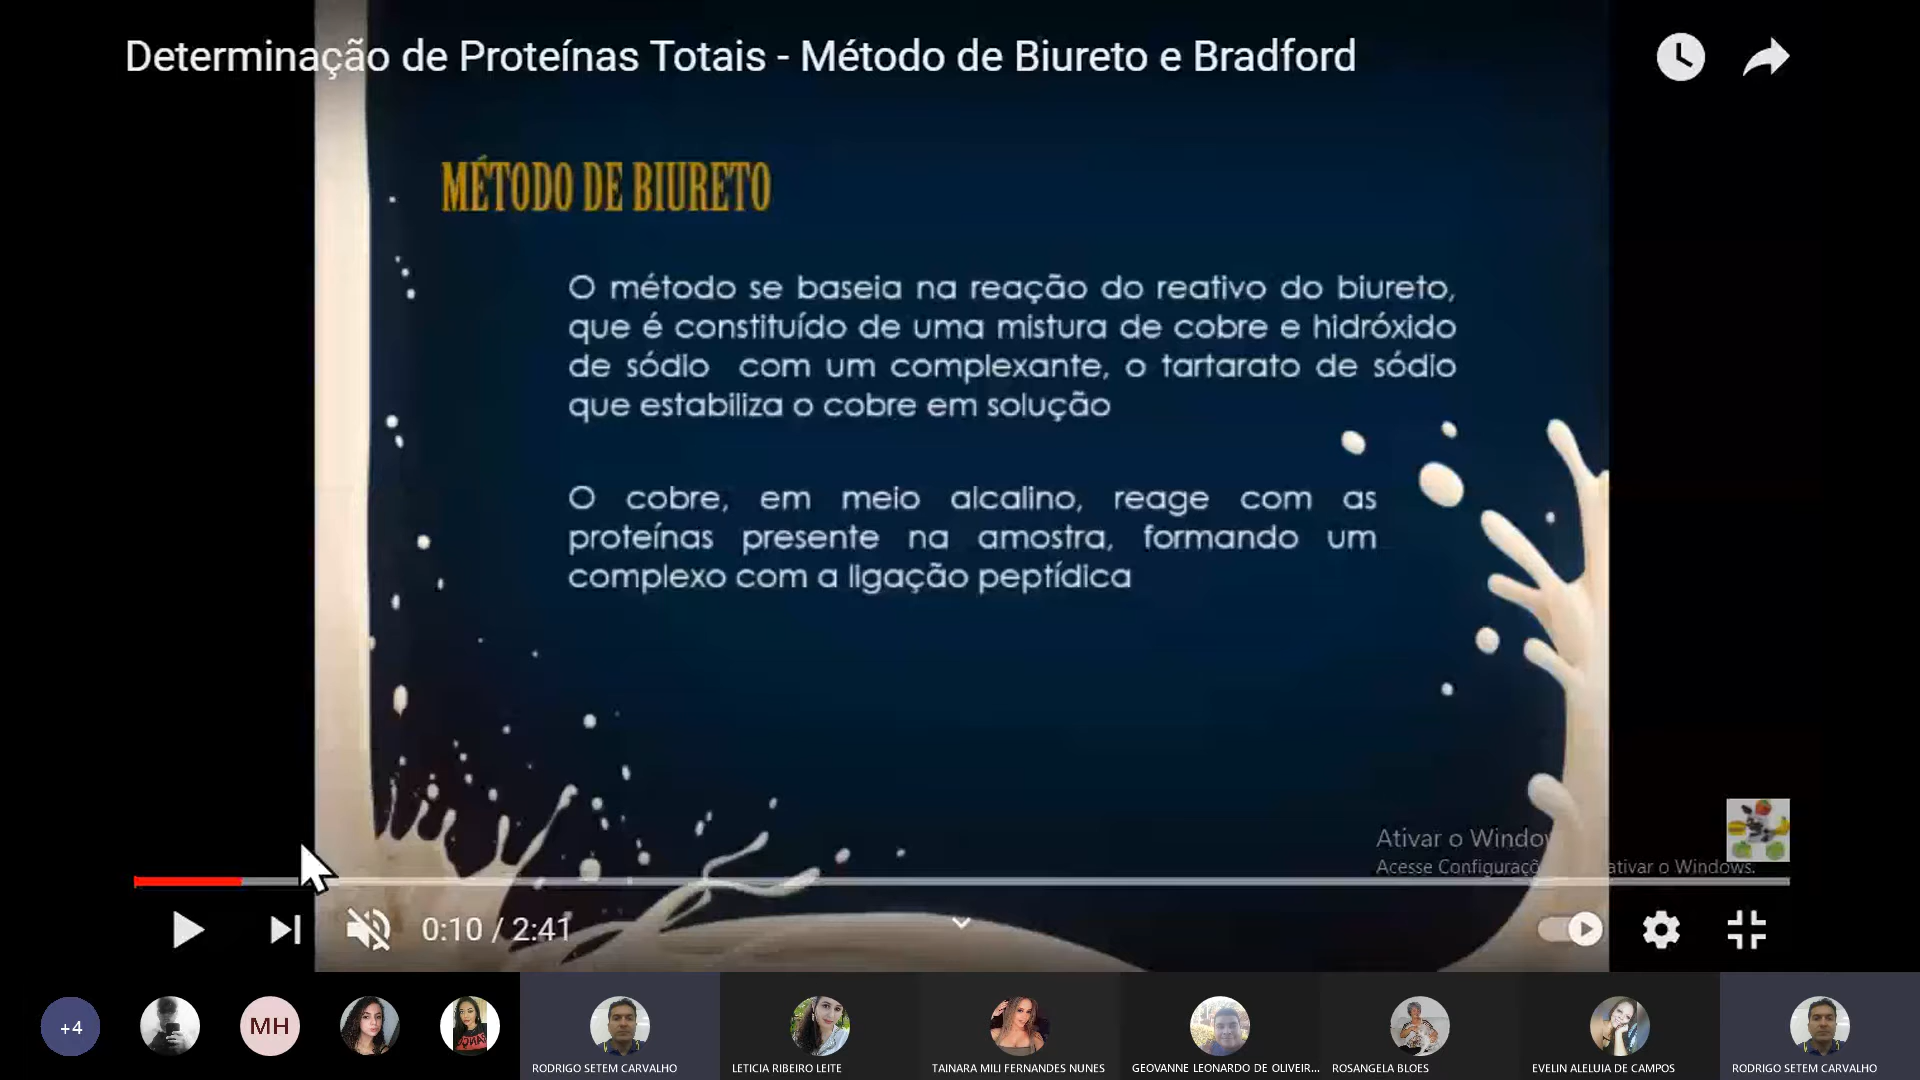 Determinação de Proteínas Totais - Método de Biureto e Bradford
MÉTODO DE BIURETO
O método se baseia na reação do reativo do biureto,
que é constituído de uma mistura de cobre e hidróxido
de sódio com um complexante, o tartarato de sódio
que estabiliza o cobre em solução
O cobre, em meio alcalino, reage com as
proteínas presente na amostra, formando um
complexo com a ligação peptídica
Ativar o Window
Acesse Configuraçõ ativar o Windows.
0:10 / 2:41
+4
MH
RODRIGO SETEM CARVALHO
LETICIA RIBEIRO LEITE
TAINARA MILI FERNANDES NUNES
GEOVANNE LEONARDO DE OLIVEIR...
ROSANGELA BLOES
EVELIN ALELUIA DE CAMPOS
RODRIGO SETEM CARVALHO